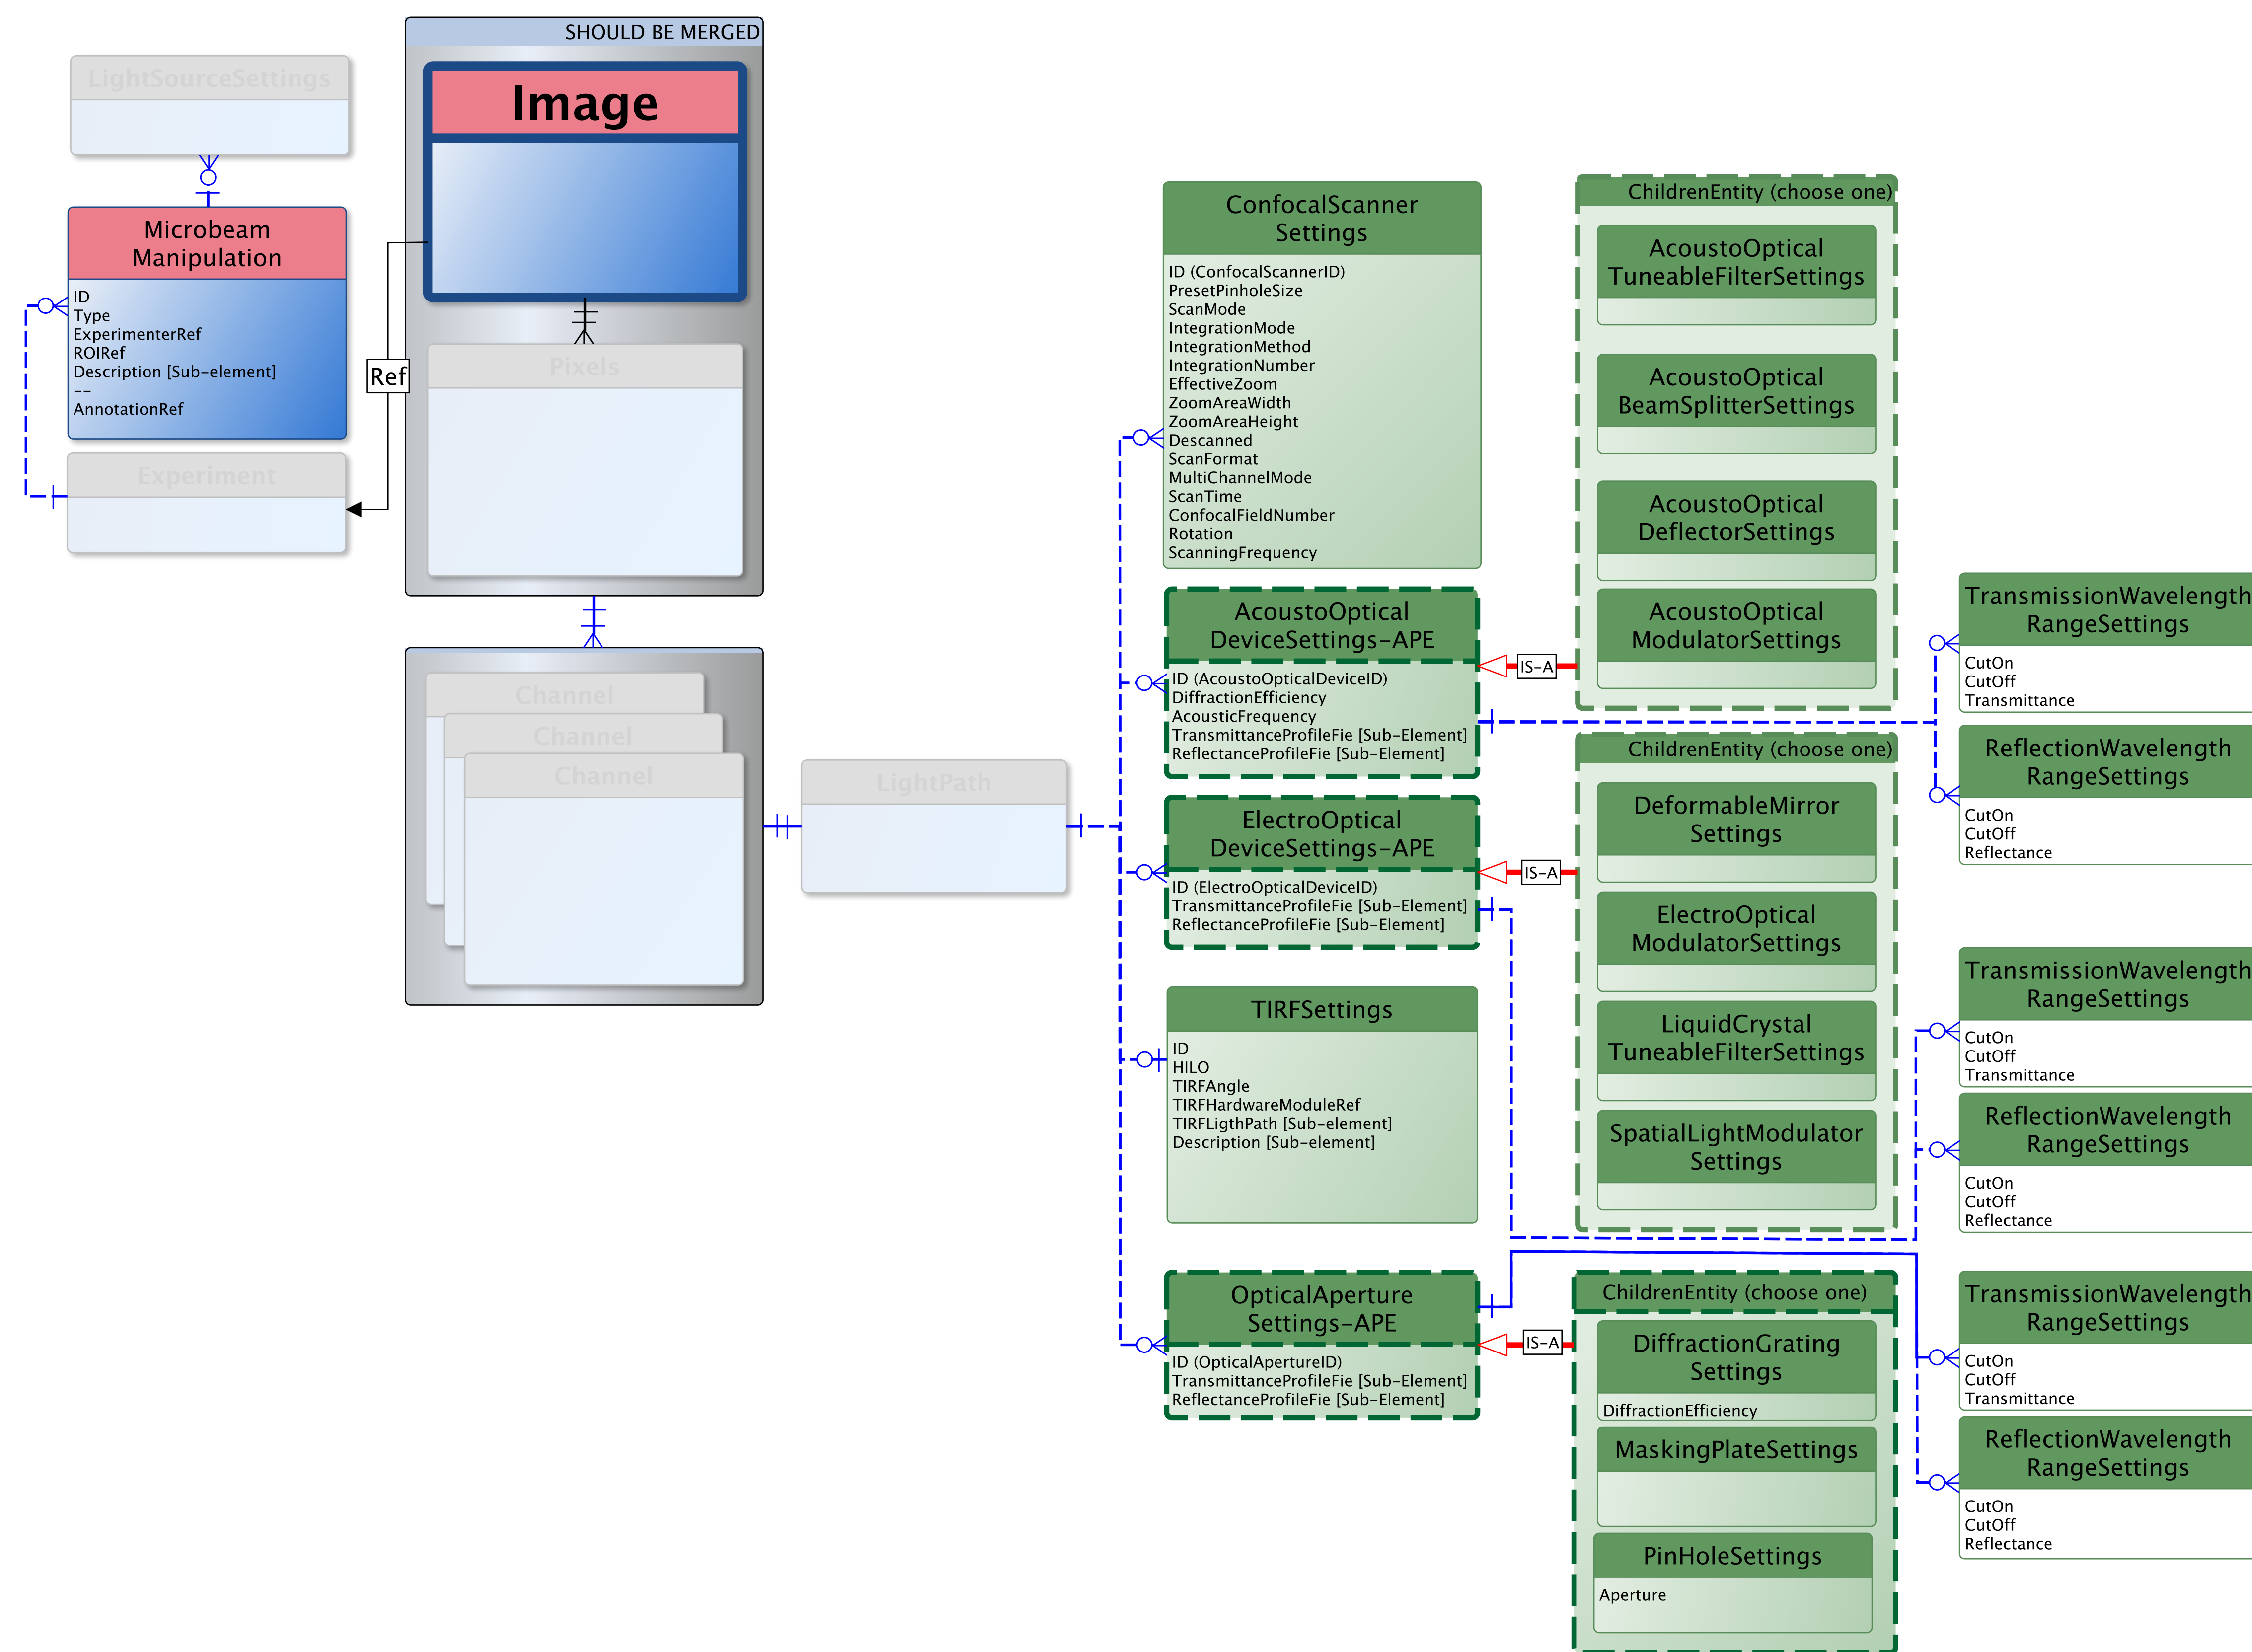 SHOULD BE MERGED
LightSourceSettings
Image
Microbeam
Manipulation
ID
Type
ExperimenterRef
ROIRef
Description [Sub-element]
--
AnnotationRef
Ref
Pixels
Experiment
Channel
Channel
Channel
LightPath
ConfocalScanner
Settings
ID (ConfocalScannerID)
PresetPinholeSize
ScanMode
IntegrationMode
IntegrationMethod
IntegrationNumber
EffectiveZoom
ZoomAreaWidth
ZoomAreaHeight
Descanned
ScanFormat
MultiChannelMode
ScanTime
ConfocalFieldNumber
Rotation
ScanningFrequency
AcoustoOptical
DeviceSettings-APE
ID (AcoustoOpticalDeviceID)
DiffractionEfficiency
AcousticFrequency
TransmittanceProfileFie [Sub-Element]
ReflectanceProfileFie [Sub-Element]
IS-A
ElectroOptical
DeviceSettings-APE
ID (ElectroOpticalDeviceID)
TransmittanceProfileFie [Sub-Element]
ReflectanceProfileFie [Sub-Element]
IS-A
TIRFSettings
ID
HILO
TIRFAngle
TIRFHardwareModuleRef
TIRFLigthPath [Sub-element]
Description [Sub-element]
OpticalAperture
Settings-APE
ID (OpticalApertureID)
TransmittanceProfileFie [Sub-Element]
ReflectanceProfileFie [Sub-Element]
IS-A
ChildrenEntity (choose one)
AcoustoOptical
TuneableFilterSettings
AcoustoOptical
BeamSplitterSettings
AcoustoOptical
DeflectorSettings
AcoustoOptical
ModulatorSettings
ChildrenEntity (choose one)
DeformableMirror
Settings
ElectroOptical
ModulatorSettings
LiquidCrystal
TuneableFilterSettings
SpatialLightModulator
Settings
ChildrenEntity (choose one)
DiffractionGrating
Settings
DiffractionEfficiency
MaskingPlateSettings
PinHoleSettings
Aperture
TransmissionWavelength
RangeSettings
CutOn
CutOff
Transmittance
ReflectionWavelength
RangeSettings
CutOn
CutOff
Reflectance
TransmissionWavelength
RangeSettings
CutOn
CutOff
Transmittance
ReflectionWavelength
RangeSettings
CutOn
CutOff
Reflectance
TransmissionWavelength
RangeSettings
CutOn
CutOff
Transmittance
ReflectionWavelength
RangeSettings
CutOn
CutOff
Reflectance